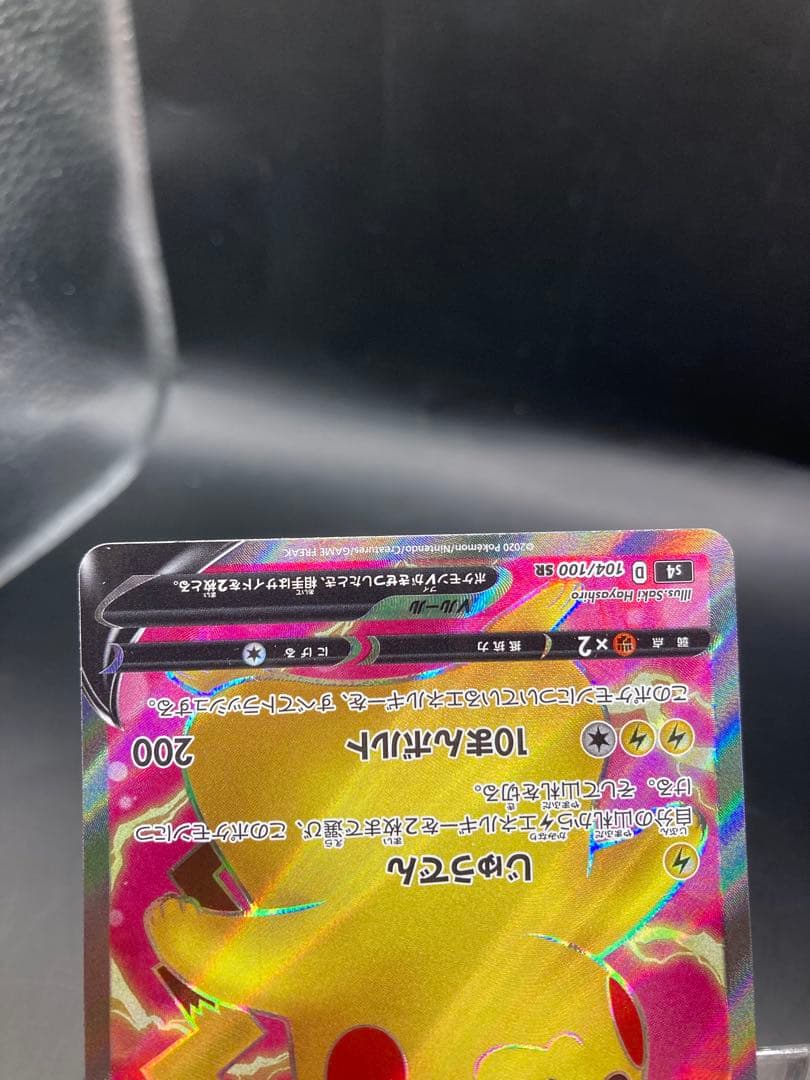 じゅうでん
自分の山札からエネルギーを2枚まで選び、このポケモンにつ
ける。そして山札を切る。
10まんボルト 200
このポケモンについているエネルギーを、すべてトラッシュする。
弱点 ×2 抵抗力 にげる
Vルール
ポケモンVがきぜつしたとき、相手はサイドを2枚とる。
Illus.Saki Hayashiro
s4 D 104/100 SR
©2020 Pokémon/Nintendo/Creatures/GAME FREAK